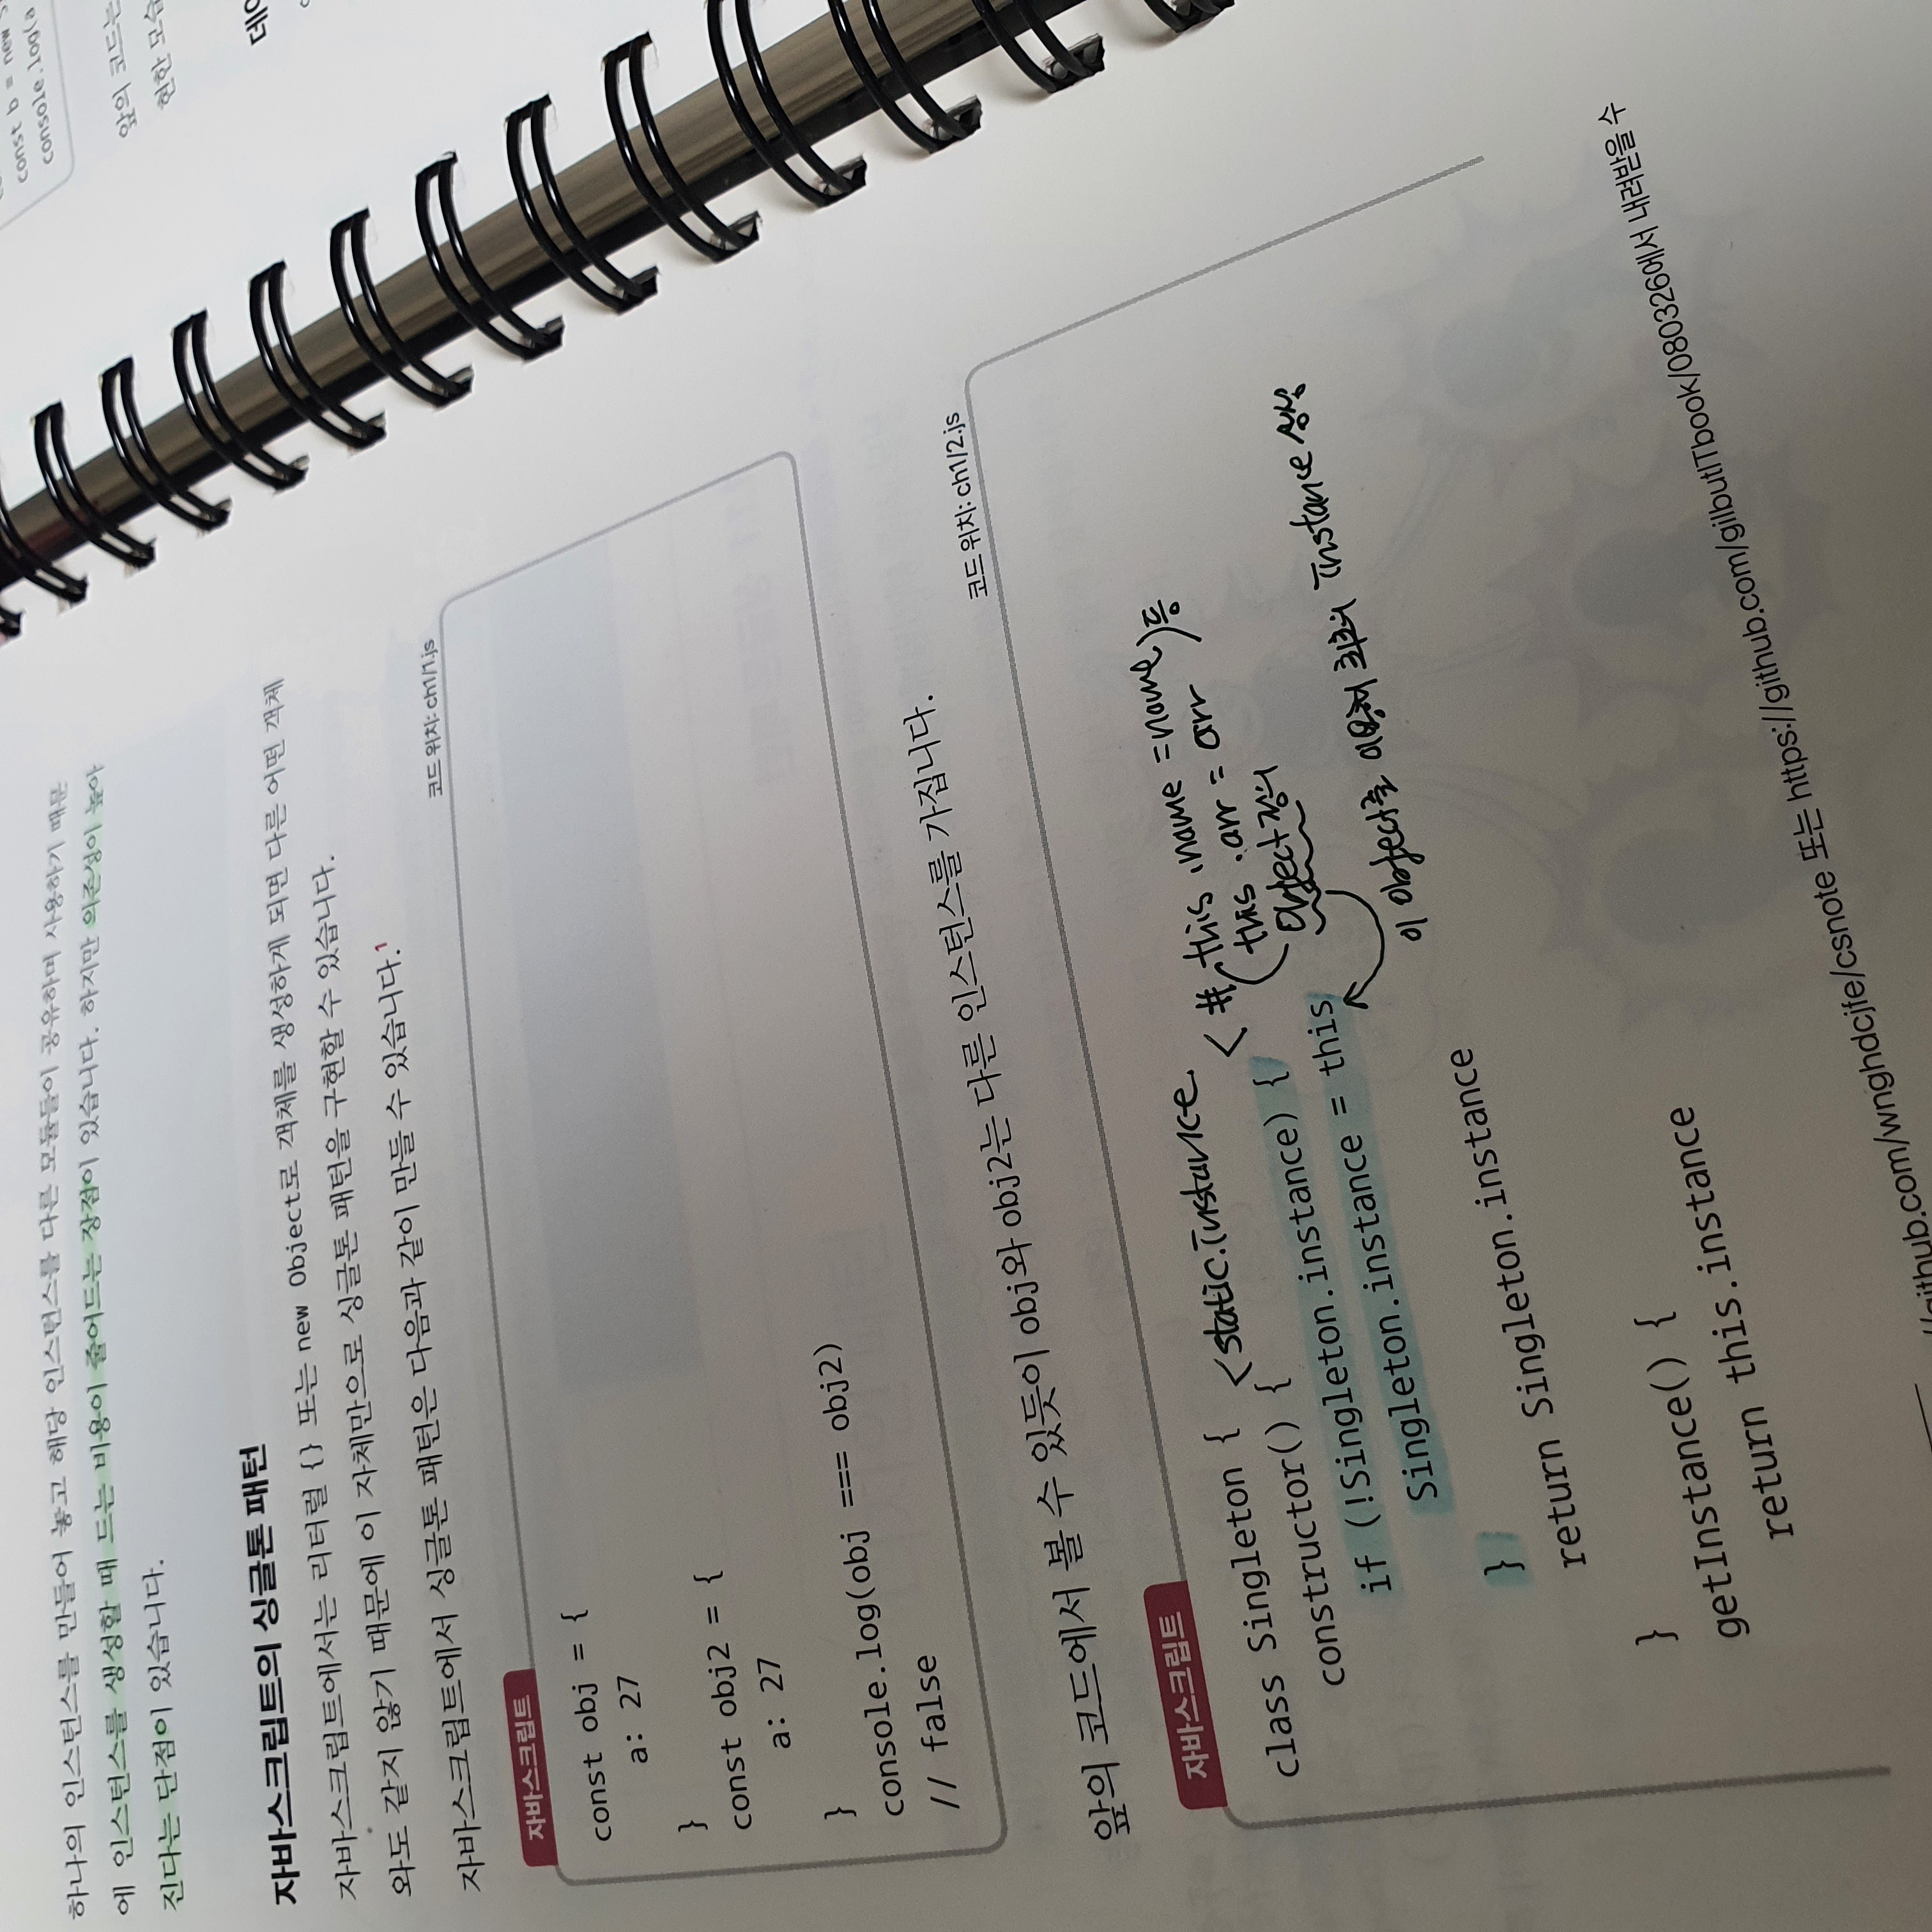 하나의 인스턴스를 만들어 놓고 해당 인스턴스를 다른 모듈들이 공유하며 사용하기 때문
에 인스턴스를 생성할 때 드는 비용이 줄어드는 장점이 있습니다. 하지만 의존성이 높아
진다는 단점이 있습니다.
자바스크립트의 싱글톤 패턴
자바스크립트에서는 리터럴 {} 또는 new Object로 객체를 생성하게 되면 다른 어떤 객체
와도 같지 않기 때문에 이 자체만으로 싱글톤 패턴을 구현할 수 있습니다.
자바스크립트에서 싱글톤 패턴은 다음과 같이 만들 수 있습니다.1
코드 위치: ch1/1.js
자바스크립트
const obj = {
a: 27
}
const obj2 = {
a: 27
}
console.log(obj === obj2)
// false
앞의 코드에서 볼 수 있듯이 obj와 obj2는 다른 인스턴스를 가집니다.
코드 위치: ch1/2.js
자바스크립트
class Singleton {
<static.instance
constructor() {
if (!Singleton.instance) {
Singleton.instance = this
}
return Singleton.instance
}
getInstance() {
return this.instance
< # this .name = name ) 등
this .arr = arr
Object 정의
이 object를 이용해 최초의 instance 생성
//github.com/wnghdcjfe/csnote 또는 https://github.com/gilbutITbook/080326에서 내려받을 수
const b = new
console.log(a
앞의 코드는
현한 모습